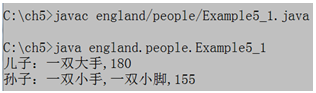 C:\ch5>javac england/people/Example5_1.java
C:\ch5>java england.people.Example5_1
儿子：一双大手,180
孙子：一双小手,一双小脚,155